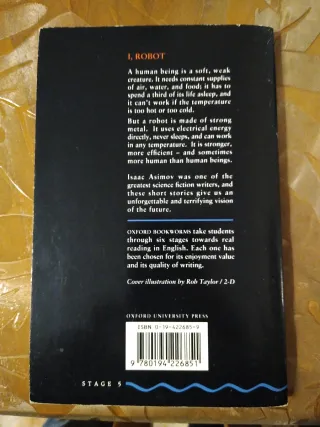 I, ROBOT
A human being is a soft, weak
creature. It needs constant supplies
of air, water, and food; it has to
spend a third of its life asleep, and
it can't work if the temperature
is too hot or too cold.
But a robot is made of strong
metal. It uses electrical energy
directly, never sleeps, and can work
in any temperature. It is stronger,
more efficient – and sometimes
more human than human beings.
Isaac Asimov was one of the
greatest science fiction writers, and
these short stories give us an
unforgettable and terrifying vision
of the future.
OXFORD BOOKWORMS take students
through six stages towards real
reading in English. Each one has
been chosen for its enjoyment value
and its quality of writing.
Cover illustration by Rob Taylor / 2-D
OXFORD UNIVERSITY PRESS
ISBN 0-19-422685-9
9 780194 226851
STAGE 5